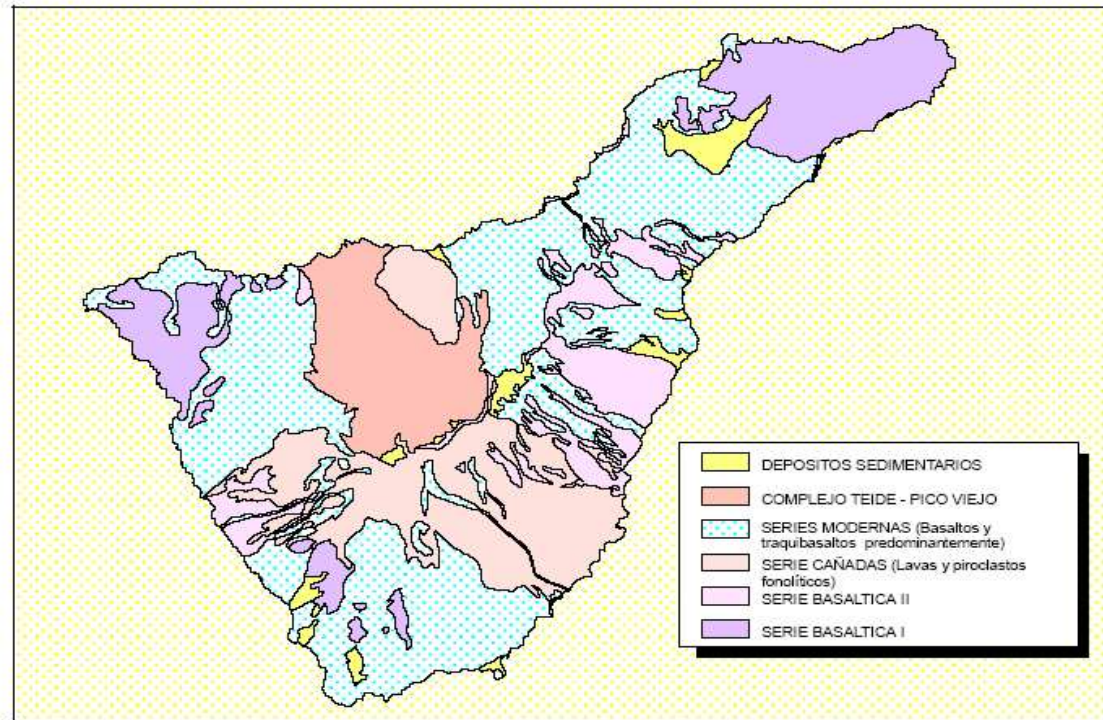 DEPOSITOS SEDIMENTARIOS
COMPLEJO TEIDE - PICO VIEJO
SERIES MODERNAS (Basaltos y
traquibasaltos predominantemente)
SERIE CAÑADAS (Lavas y piroclastos
fonolíticos)
SERIE BASALTICA II
SERIE BASALTICA I